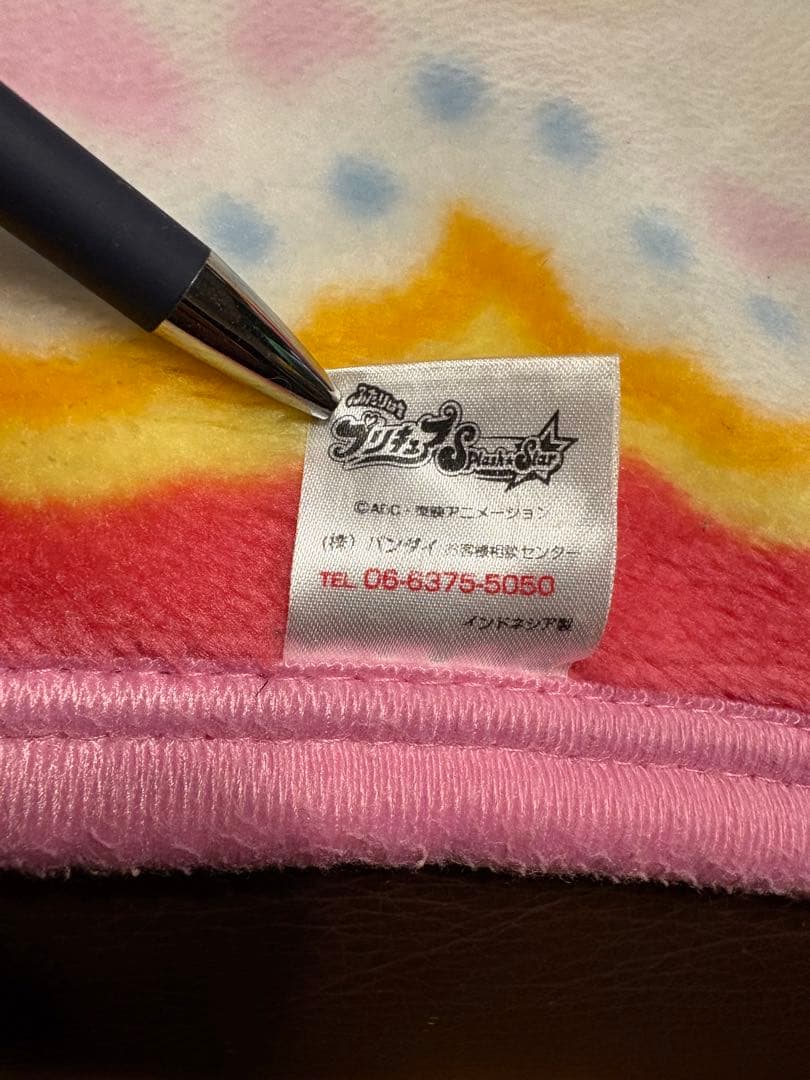 ふたりはプリキュア Splash☆Star
©ABC・東映アニメーション
(株) バンダイ お客様相談センター
TEL 06-6375-5050
インドネシア製